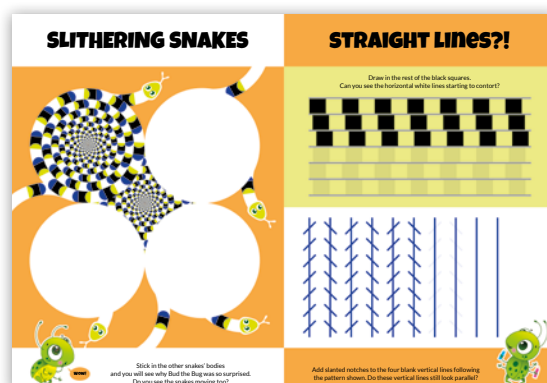 SLITHERING SNAKES
WOW!
Stick in the other snakes' bodies
and you will see why Bud the Bug was so surprised.
Do you see the snakes moving too?
STRAIGHT LINES?!
Draw in the rest of the black squares.
Can you see the horizontal white lines starting to contort?
Add slanted notches to the four blank vertical lines following
the pattern shown. Do these vertical lines still look parallel?